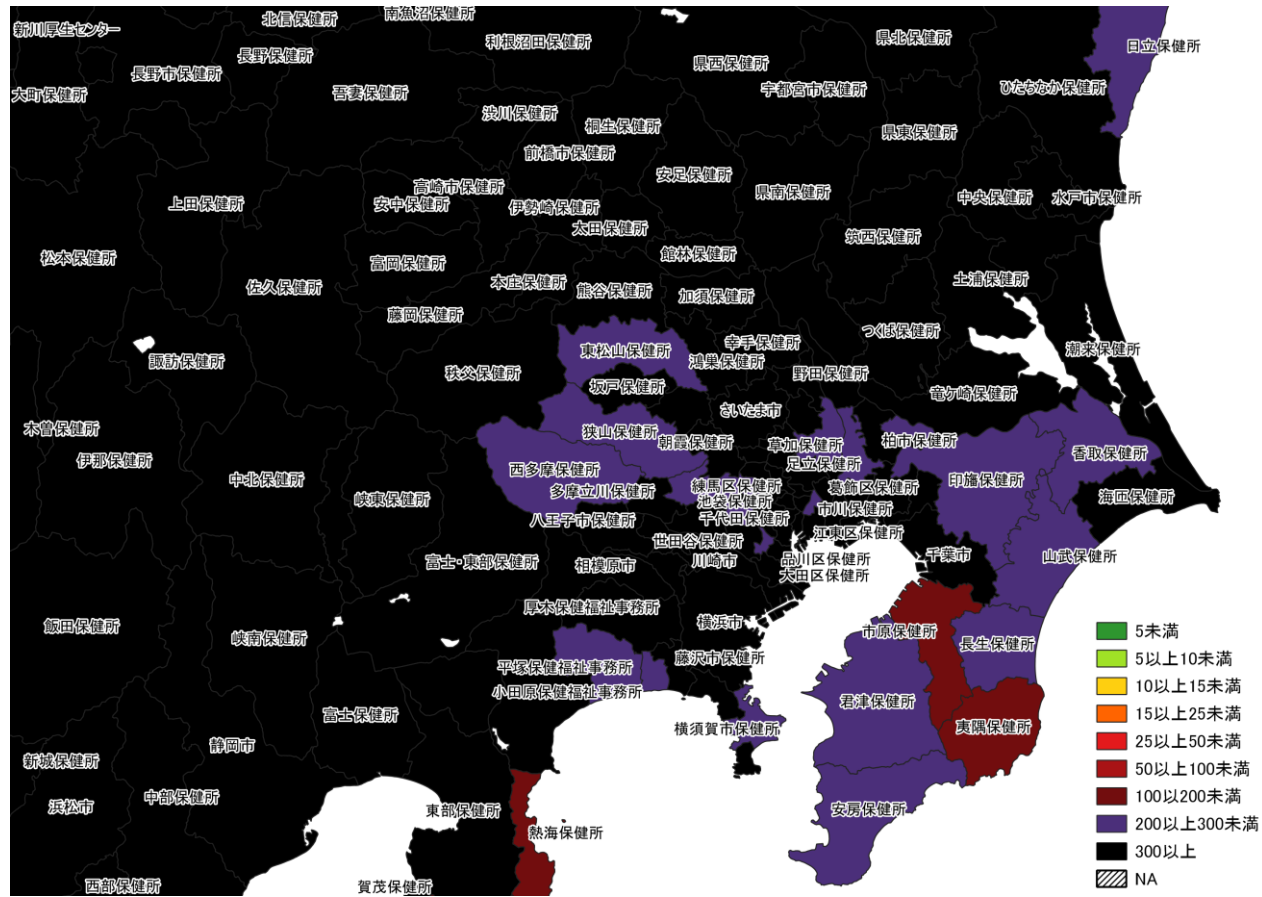 新川厚生センター
北信保健所
南魚沼保健所
利根沼田保健所
県北保健所
日立保健所
長野保健所
長野市保健所
県西保健所
大町保健所
吾妻保健所
宇都宮市保健所
ひたちなか保健所
渋川保健所
桐生保健所
県東保健所
前橋市保健所
安足保健所
高崎市保健所
県南保健所
上田保健所
安中保健所
伊勢崎保健所
中央保健所
水戸市保健所
太田保健所
筑西保健所
松本保健所
富岡保健所
館林保健所
佐久保健所
本庄保健所
熊谷保健所
加須保健所
土浦保健所
藤岡保健所
つくば保健所
幸手保健所
東松山保健所
潮来保健所
諏訪保健所
鴻巣保健所
秩父保健所
野田保健所
坂戸保健所
竜ケ崎保健所
さいたま市
木曽保健所
狭山保健所
朝霞保健所
草加保健所
柏市保健所
香取保健所
伊那保健所
西多摩保健所
足立保健所
中北保健所
印旛保健所
練馬区保健所
葛飾区保健所
多摩立川保健所
峡東保健所
池袋保健所
海匝保健所
市川保健所
八王子市保健所
千代田保健所
江東区保健所
世田谷保健所
千葉市
山武保健所
富士・東部保健所
相模原市
川崎市
品川区保健所
大田区保健所
厚木保健福祉事務所
飯田保健所
峡南保健所
横浜市
市原保健所
長生保健所
藤沢市保健所
平塚保健福祉事務所
小田原保健福祉事務所
君津保健所
富士保健所
横須賀市保健所
夷隅保健所
静岡市
新城保健所
中部保健所
浜松市
東部保健所
安房保健所
熱海保健所
西部保健所
賀茂保健所
5未満
5以上10未満
10以上15未満
15以上25未満
25以上50未満
50以上100未満
100以200未満
200以上300未満
300以上
NA